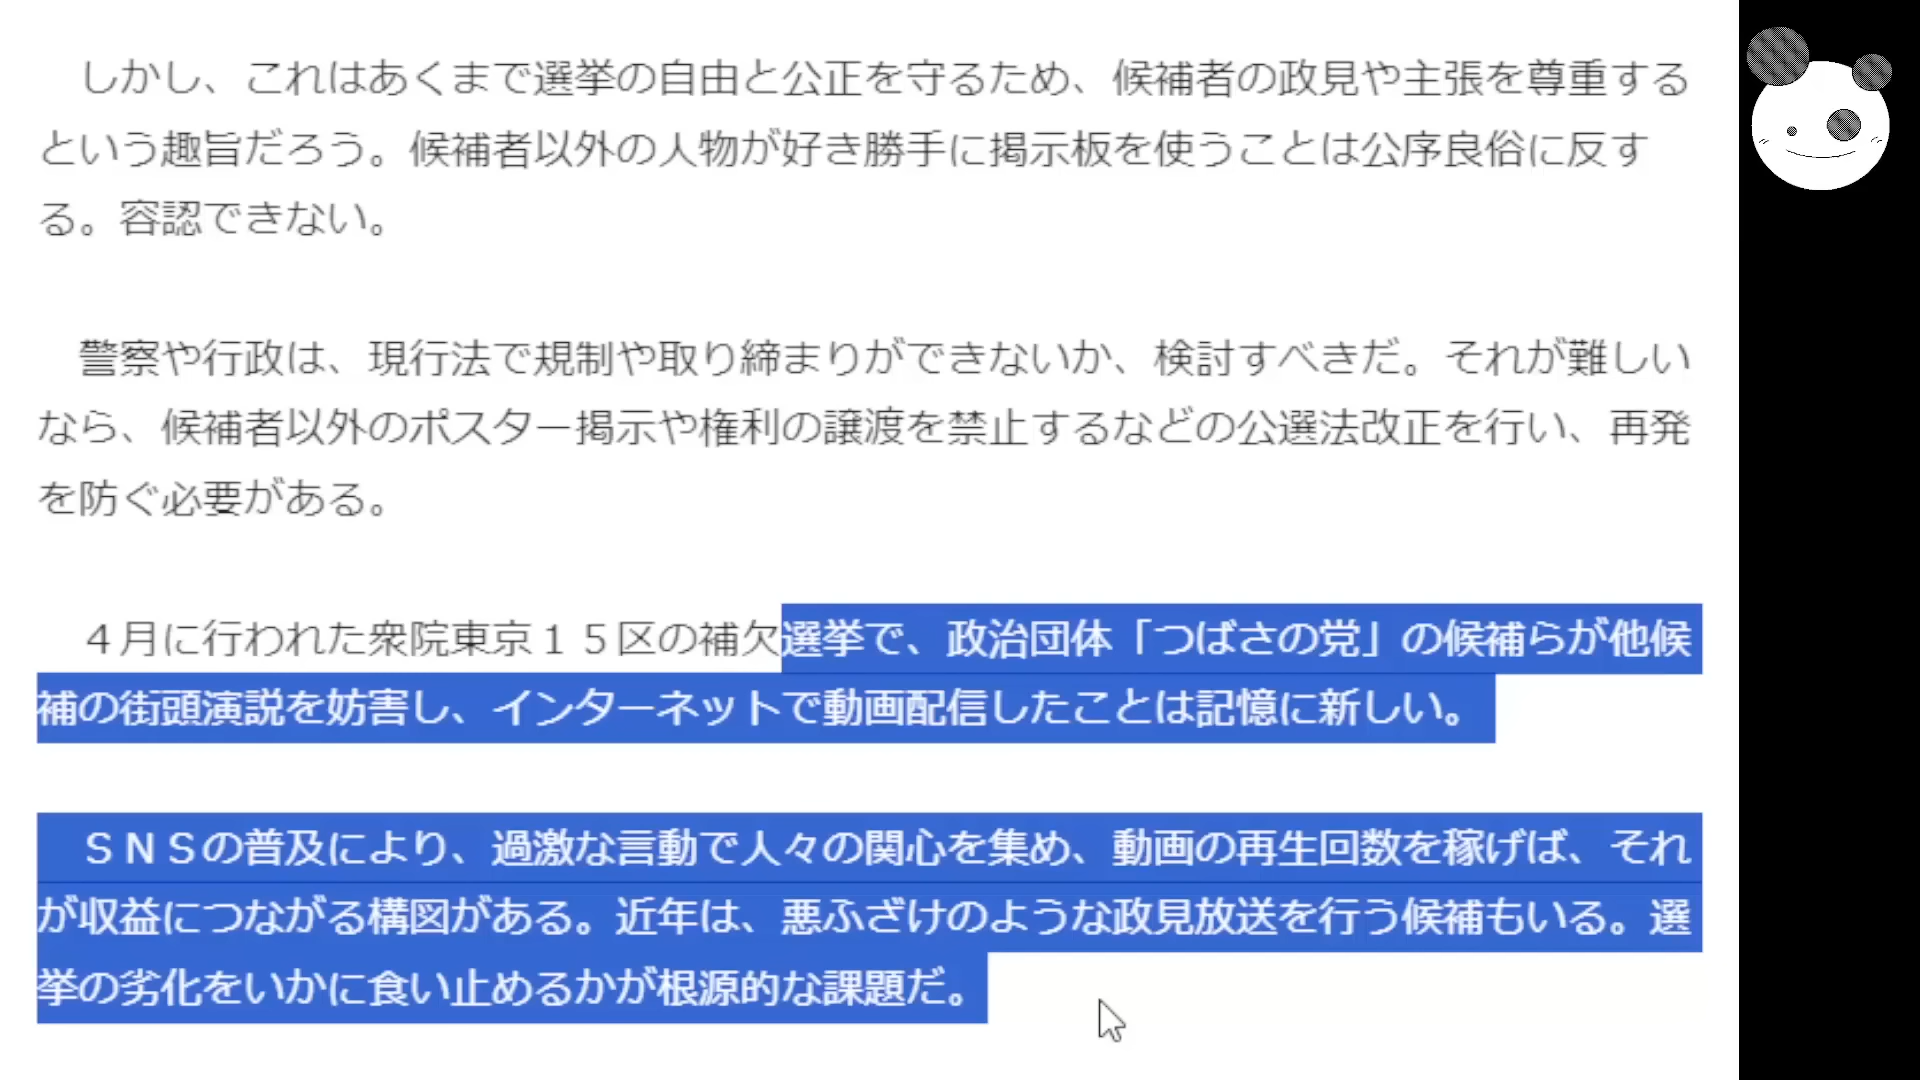 しかし、これはあくまで選挙の自由と公正を守るため、候補者の政見や主張を尊重する
という趣旨だろう。候補者以外の人物が好き勝手に掲示板を使うことは公序良俗に反す
る。容認できない。
警察や行政は、現行法で規制や取り締まりができないか、検討すべきだ。それが難しい
なら、候補者以外のポスター掲示や権利の譲渡を禁止するなどの公選法改正を行い、再発
を防ぐ必要がある。
４月に行われた衆院東京１５区の補欠選挙で、政治団体「つばさの党」の候補らが他候
補の街頭演説を妨害し、インターネットで動画配信したことは記憶に新しい。
ＳＮＳの普及により、過激な言動で人々の関心を集め、動画の再生回数を稼げば、それ
が収益につながる構図がある。近年は、悪ふざけのような政見放送を行う候補もいる。選
挙の劣化をいかに食い止めるかが根源的な課題だ。